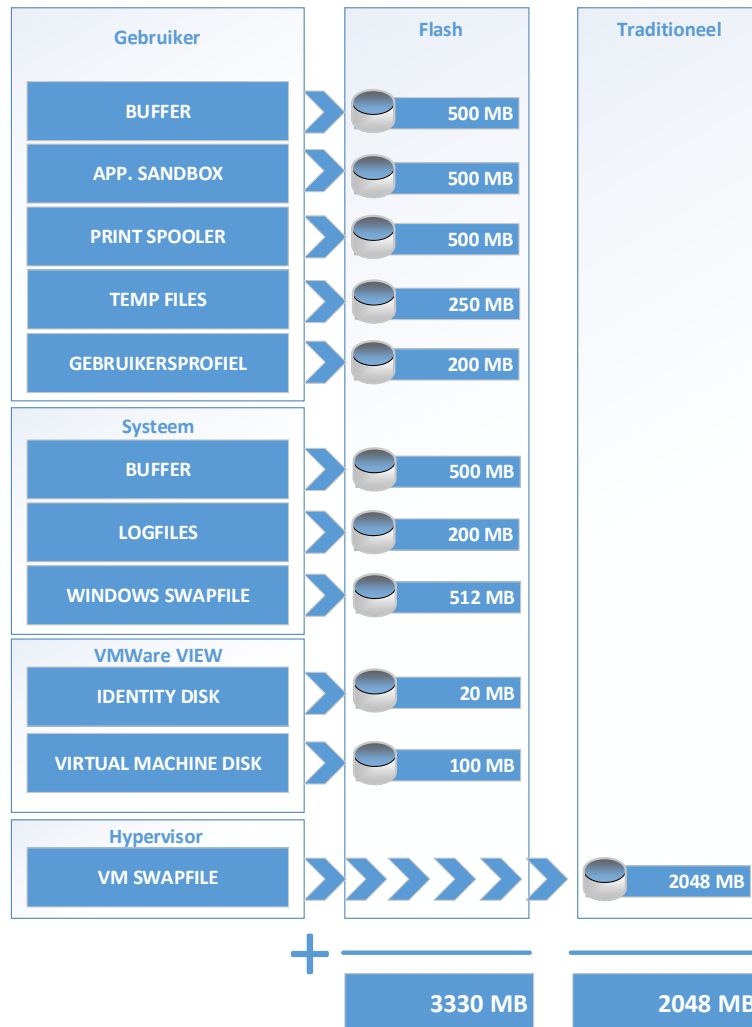 Gebruiker
Flash
Traditioneel
BUFFER
500 MB
APP. SANDBOX
500 MB
PRINT SPOOLER
500 MB
TEMP FILES
250 MB
GEBRUIKERSPROFIEL
200 MB
Systeem
BUFFER
500 MB
LOGFILES
200 MB
WINDOWS SWAPFILE
512 MB
VMWare VIEW
IDENTITY DISK
20 MB
VIRTUAL MACHINE DISK
100 MB
Hypervisor
VM SWAPFILE
2048 MB
+
3330 MB
2048 MB